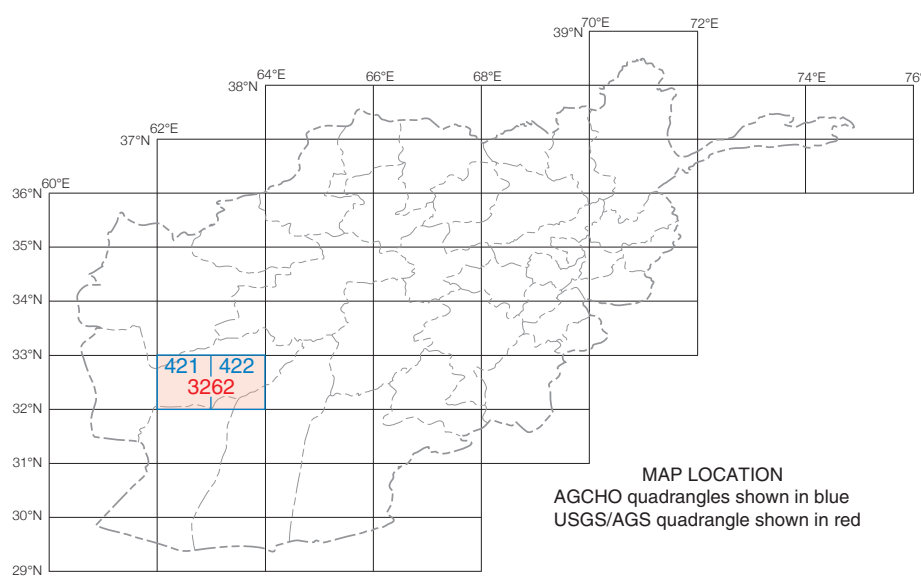 70°E
72°E
39°N
64°E
66°E
68°E
74°E
76°
38°N
62°E
37°N
60°E
36°N
35°N
34°N
33°N
421 422
3262
32°N
31°N
MAP LOCATION
AGCHO quadrangles shown in blue
30°N
USGS/AGS quadrangle shown in red
29°N